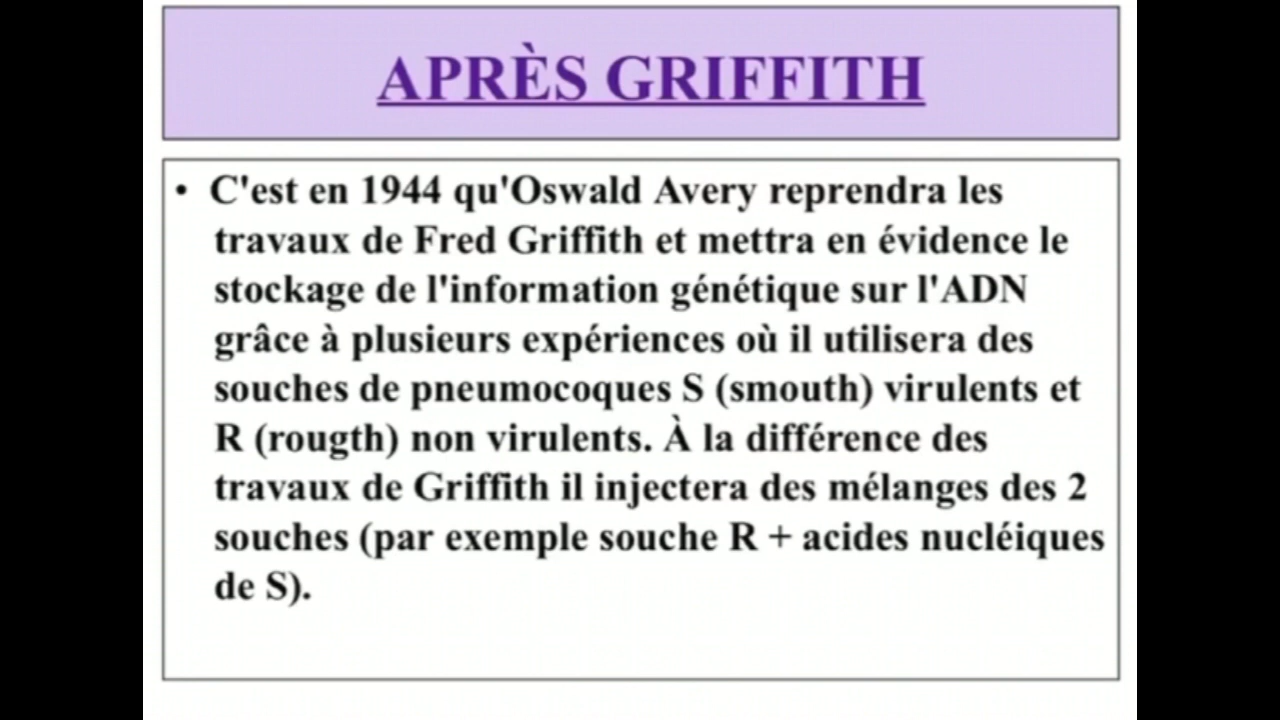 APRÈS GRIFFITH
• C'est en 1944 qu'Oswald Avery reprendra les
travaux de Fred Griffith et mettra en évidence le
stockage de l'information génétique sur l'ADN
grâce à plusieurs expériences où il utilisera des
souches de pneumocoques S (smouth) virulents et
R (rougth) non virulents. À la différence des
travaux de Griffith il injectera des mélanges des 2
souches (par exemple souche R + acides nucléiques
de S).